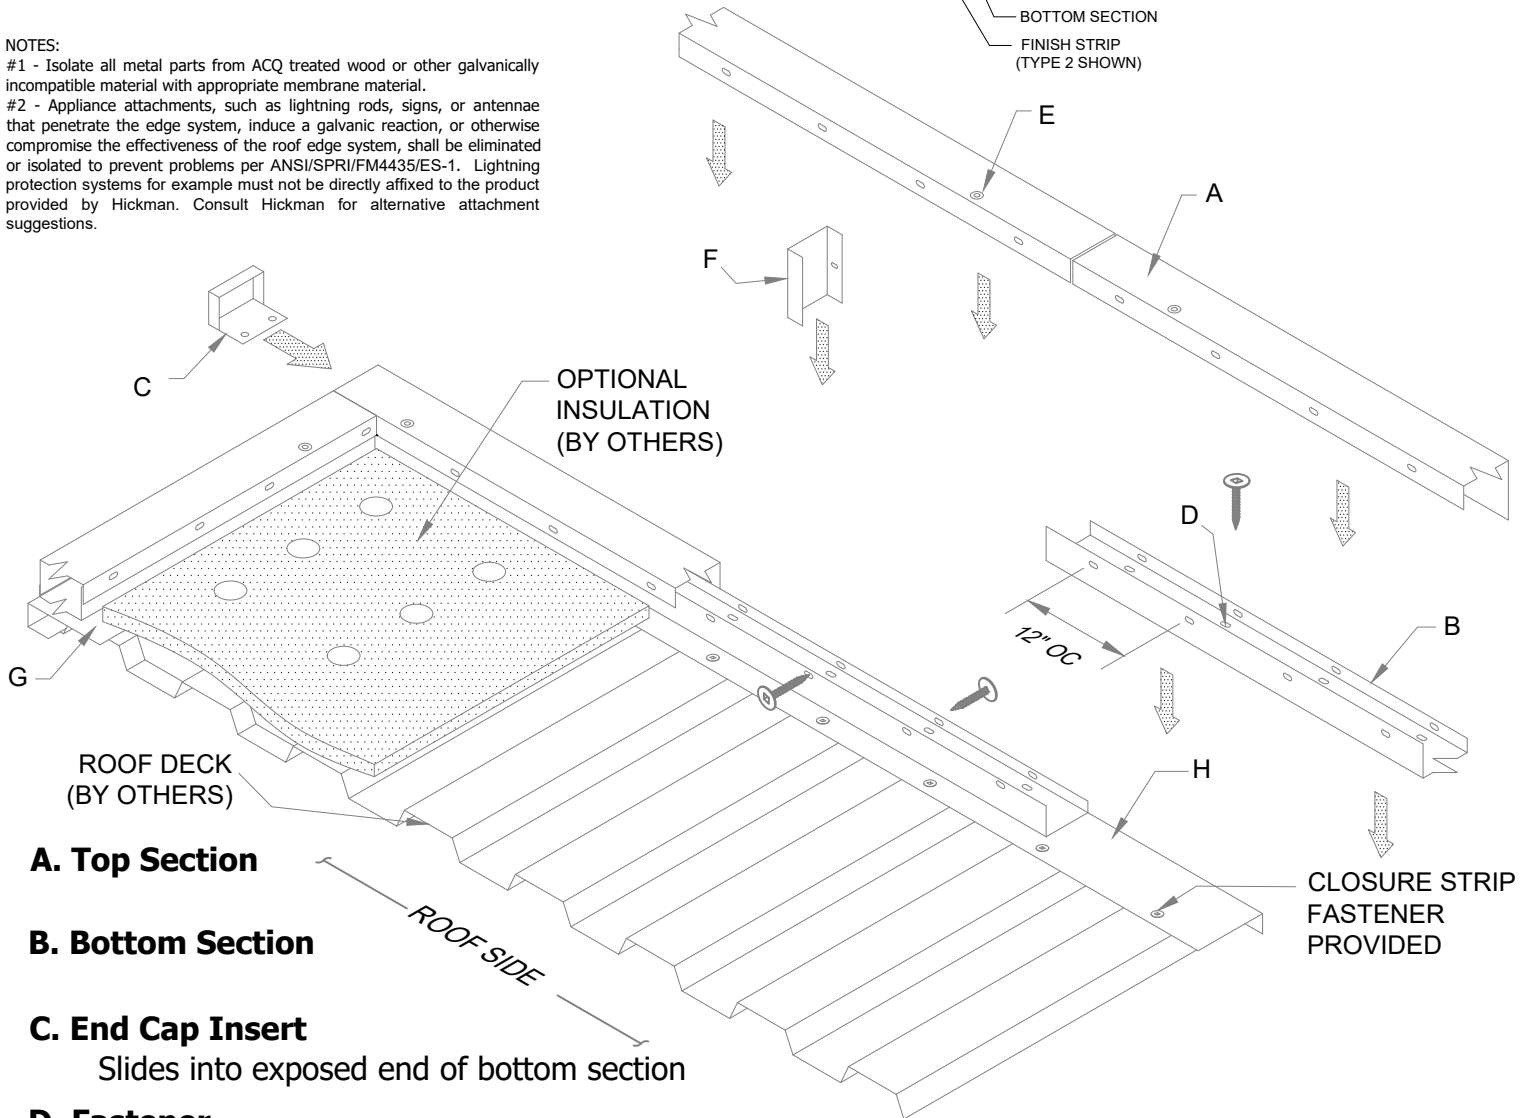 BOTTOM SECTION
FINISH STRIP
(TYPE 2 SHOWN)
NOTES:
#1 - Isolate all metal parts from ACQ treated wood or other galvanically
incompatible material with appropriate membrane material.
#2 - Appliance attachments, such as lightning rods, signs, or antennae
that penetrate the edge system, induce a galvanic reaction, or otherwise
compromise the effectiveness of the roof edge system, shall be eliminated
or isolated to prevent problems per ANSI/SPRI/FM4435/ES-1. Lightning
protection systems for example must not be directly affixed to the product
provided by Hickman. Consult Hickman for alternative attachment
suggestions.
E
A
F
C
OPTIONAL
INSULATION
(BY OTHERS)
D
12" OC
B
G
ROOF DECK
(BY OTHERS)
H
CLOSURE STRIP
FASTENER
PROVIDED
ROOF SIDE
A. Top Section
B. Bottom Section
C. End Cap Insert
Slides into exposed end of bottom section
D. Fastener